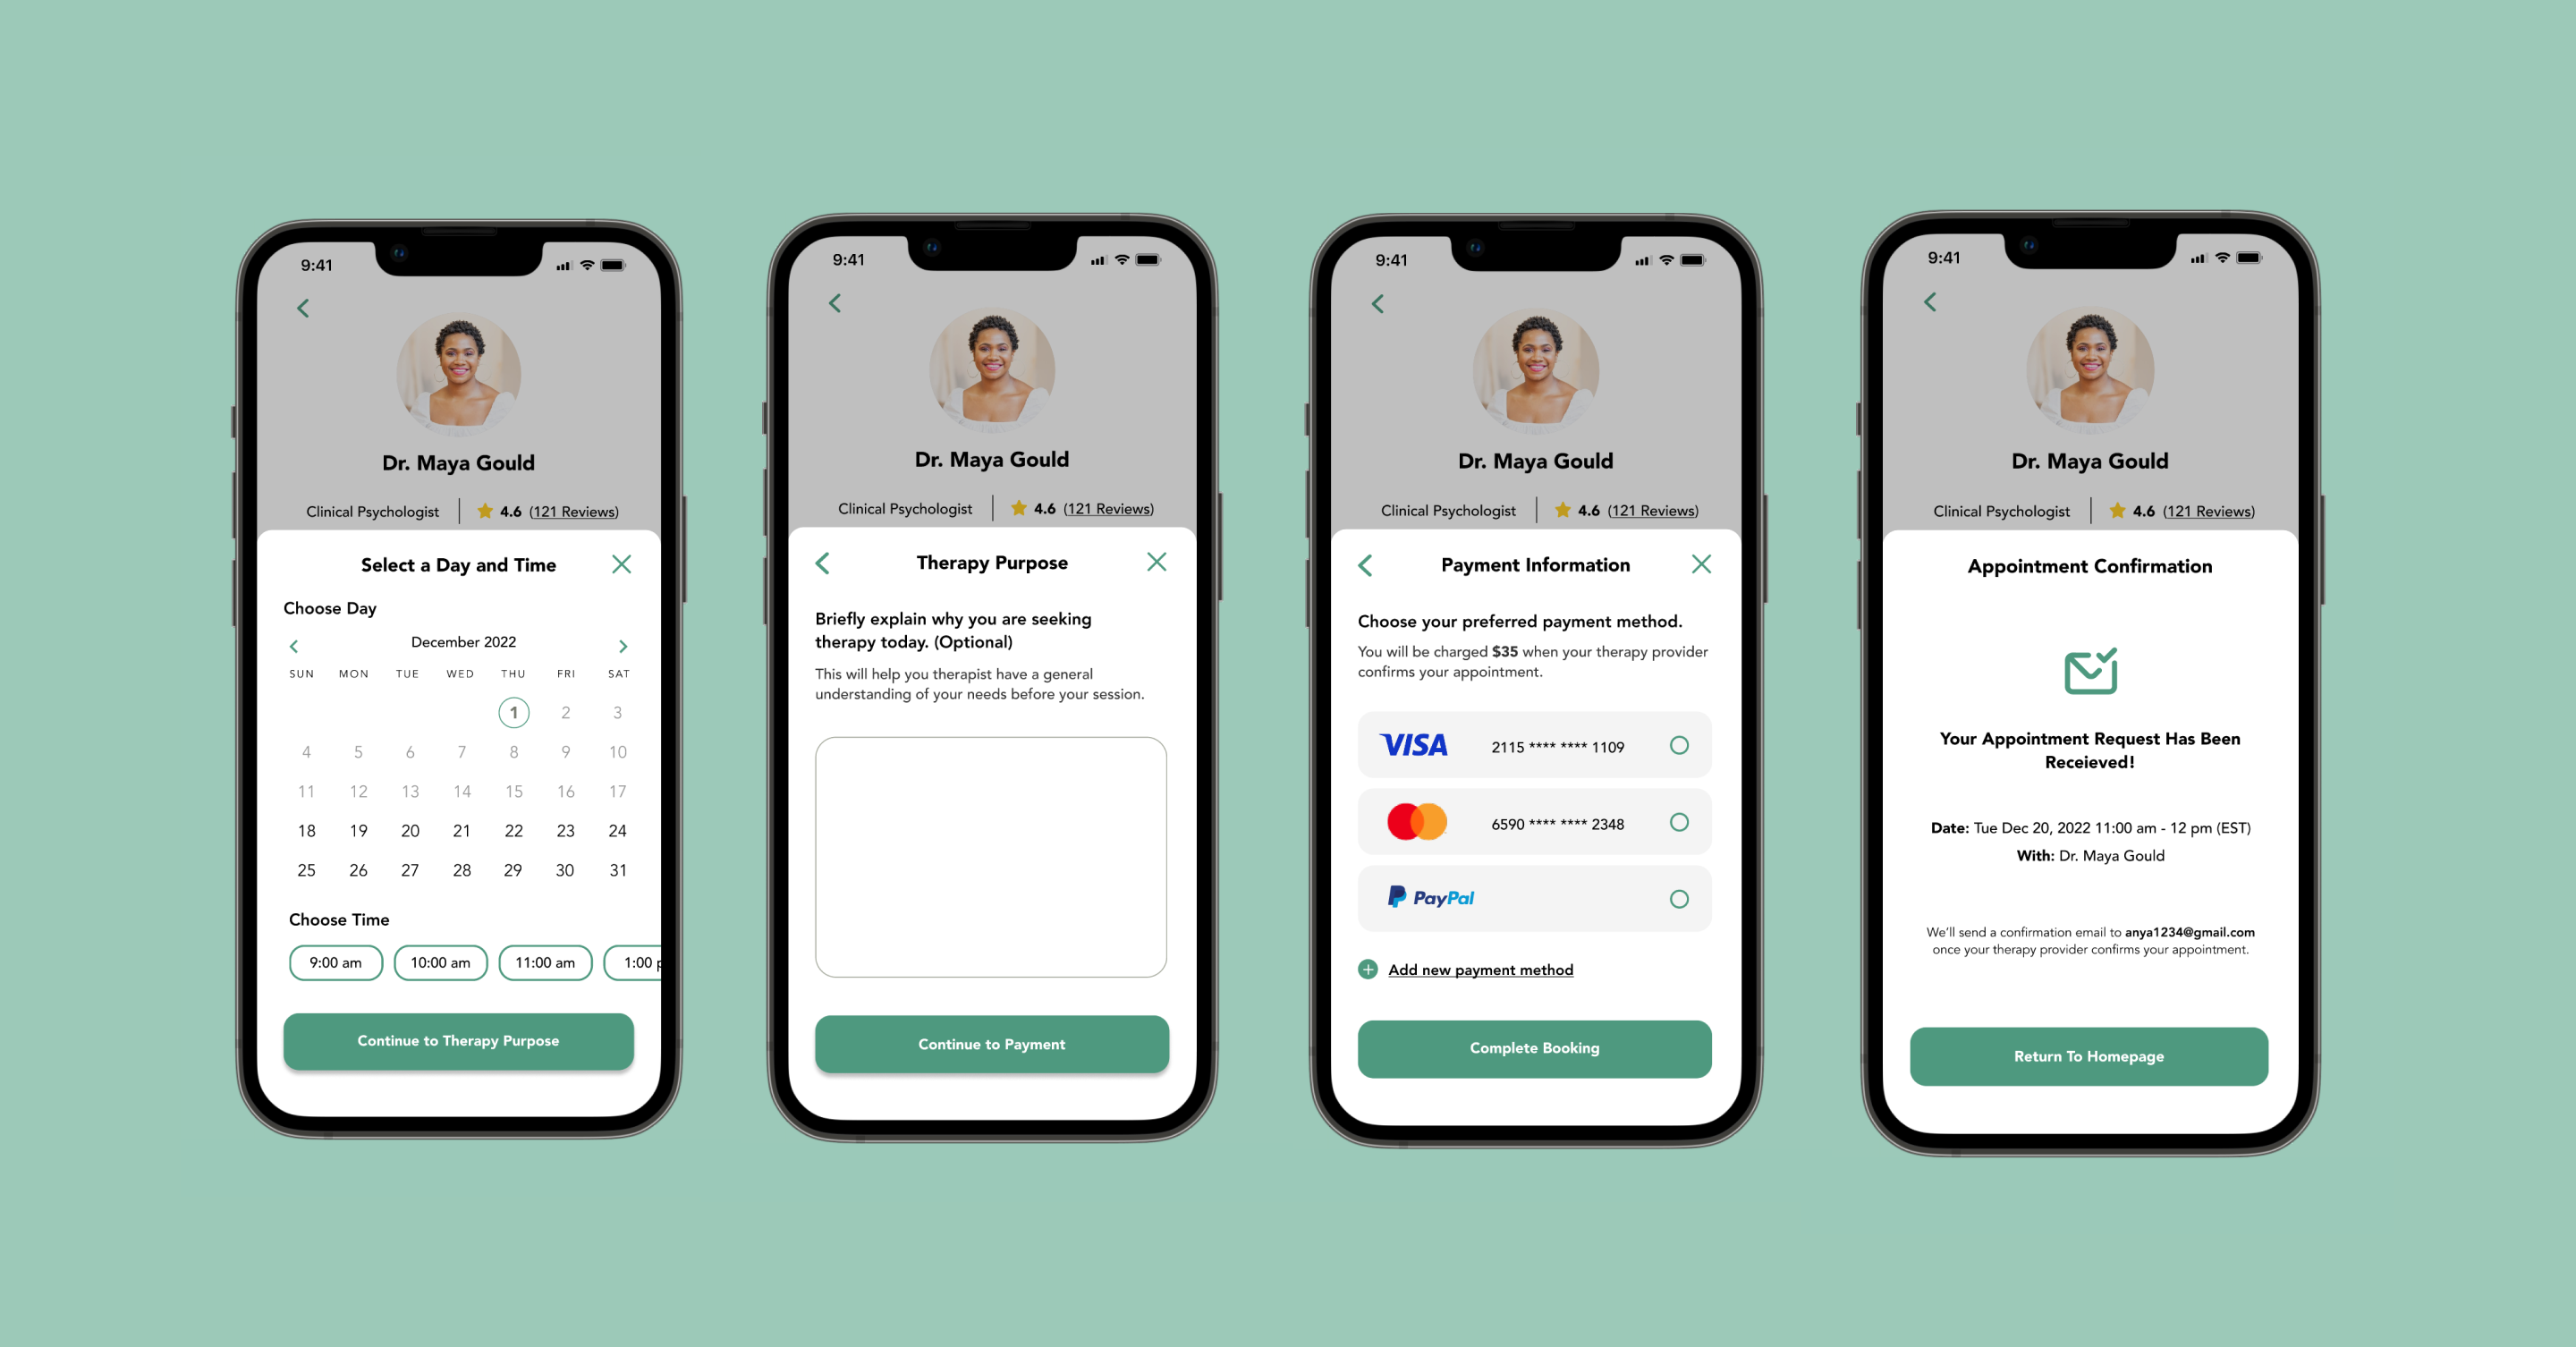 9:41
Dr. Maya Gould
Clinical Psychologist 4.6 (121 Reviews)
Select a Day and Time
Choose Day
December 2022
SUN MON TUE WED THU FRI SAT
1 2 3
4 5 6 7 8 9 10
11 12 13 14 15 16 17
18 19 20 21 22 23 24
25 26 27 28 29 30 31
Choose Time
9:00 am 10:00 am 11:00 am 1:00 p
Continue to Therapy Purpose
9:41
Dr. Maya Gould
Clinical Psychologist 4.6 (121 Reviews)
Therapy Purpose
Briefly explain why you are seeking
therapy today. (Optional)
This will help you therapist have a general
understanding of your needs before your session.
Continue to Payment
9:41
Dr. Maya Gould
Clinical Psychologist 4.6 (121 Reviews)
Payment Information
Choose your preferred payment method.
You will be charged $35 when your therapy provider
confirms your appointment.
VISA 2115 **** **** 1109
6590 **** **** 2348
PayPal
Add new payment method
Complete Booking
9:41
Dr. Maya Gould
Clinical Psychologist 4.6 (121 Reviews)
Appointment Confirmation
Your Appointment Request Has Been
Receieved!
Date: Tue Dec 20, 2022 11:00 am - 12 pm (EST)
With: Dr. Maya Gould
We’ll send a confirmation email to anya1234@gmail.com
once your therapy provider confirms your appointment.
Return To Homepage